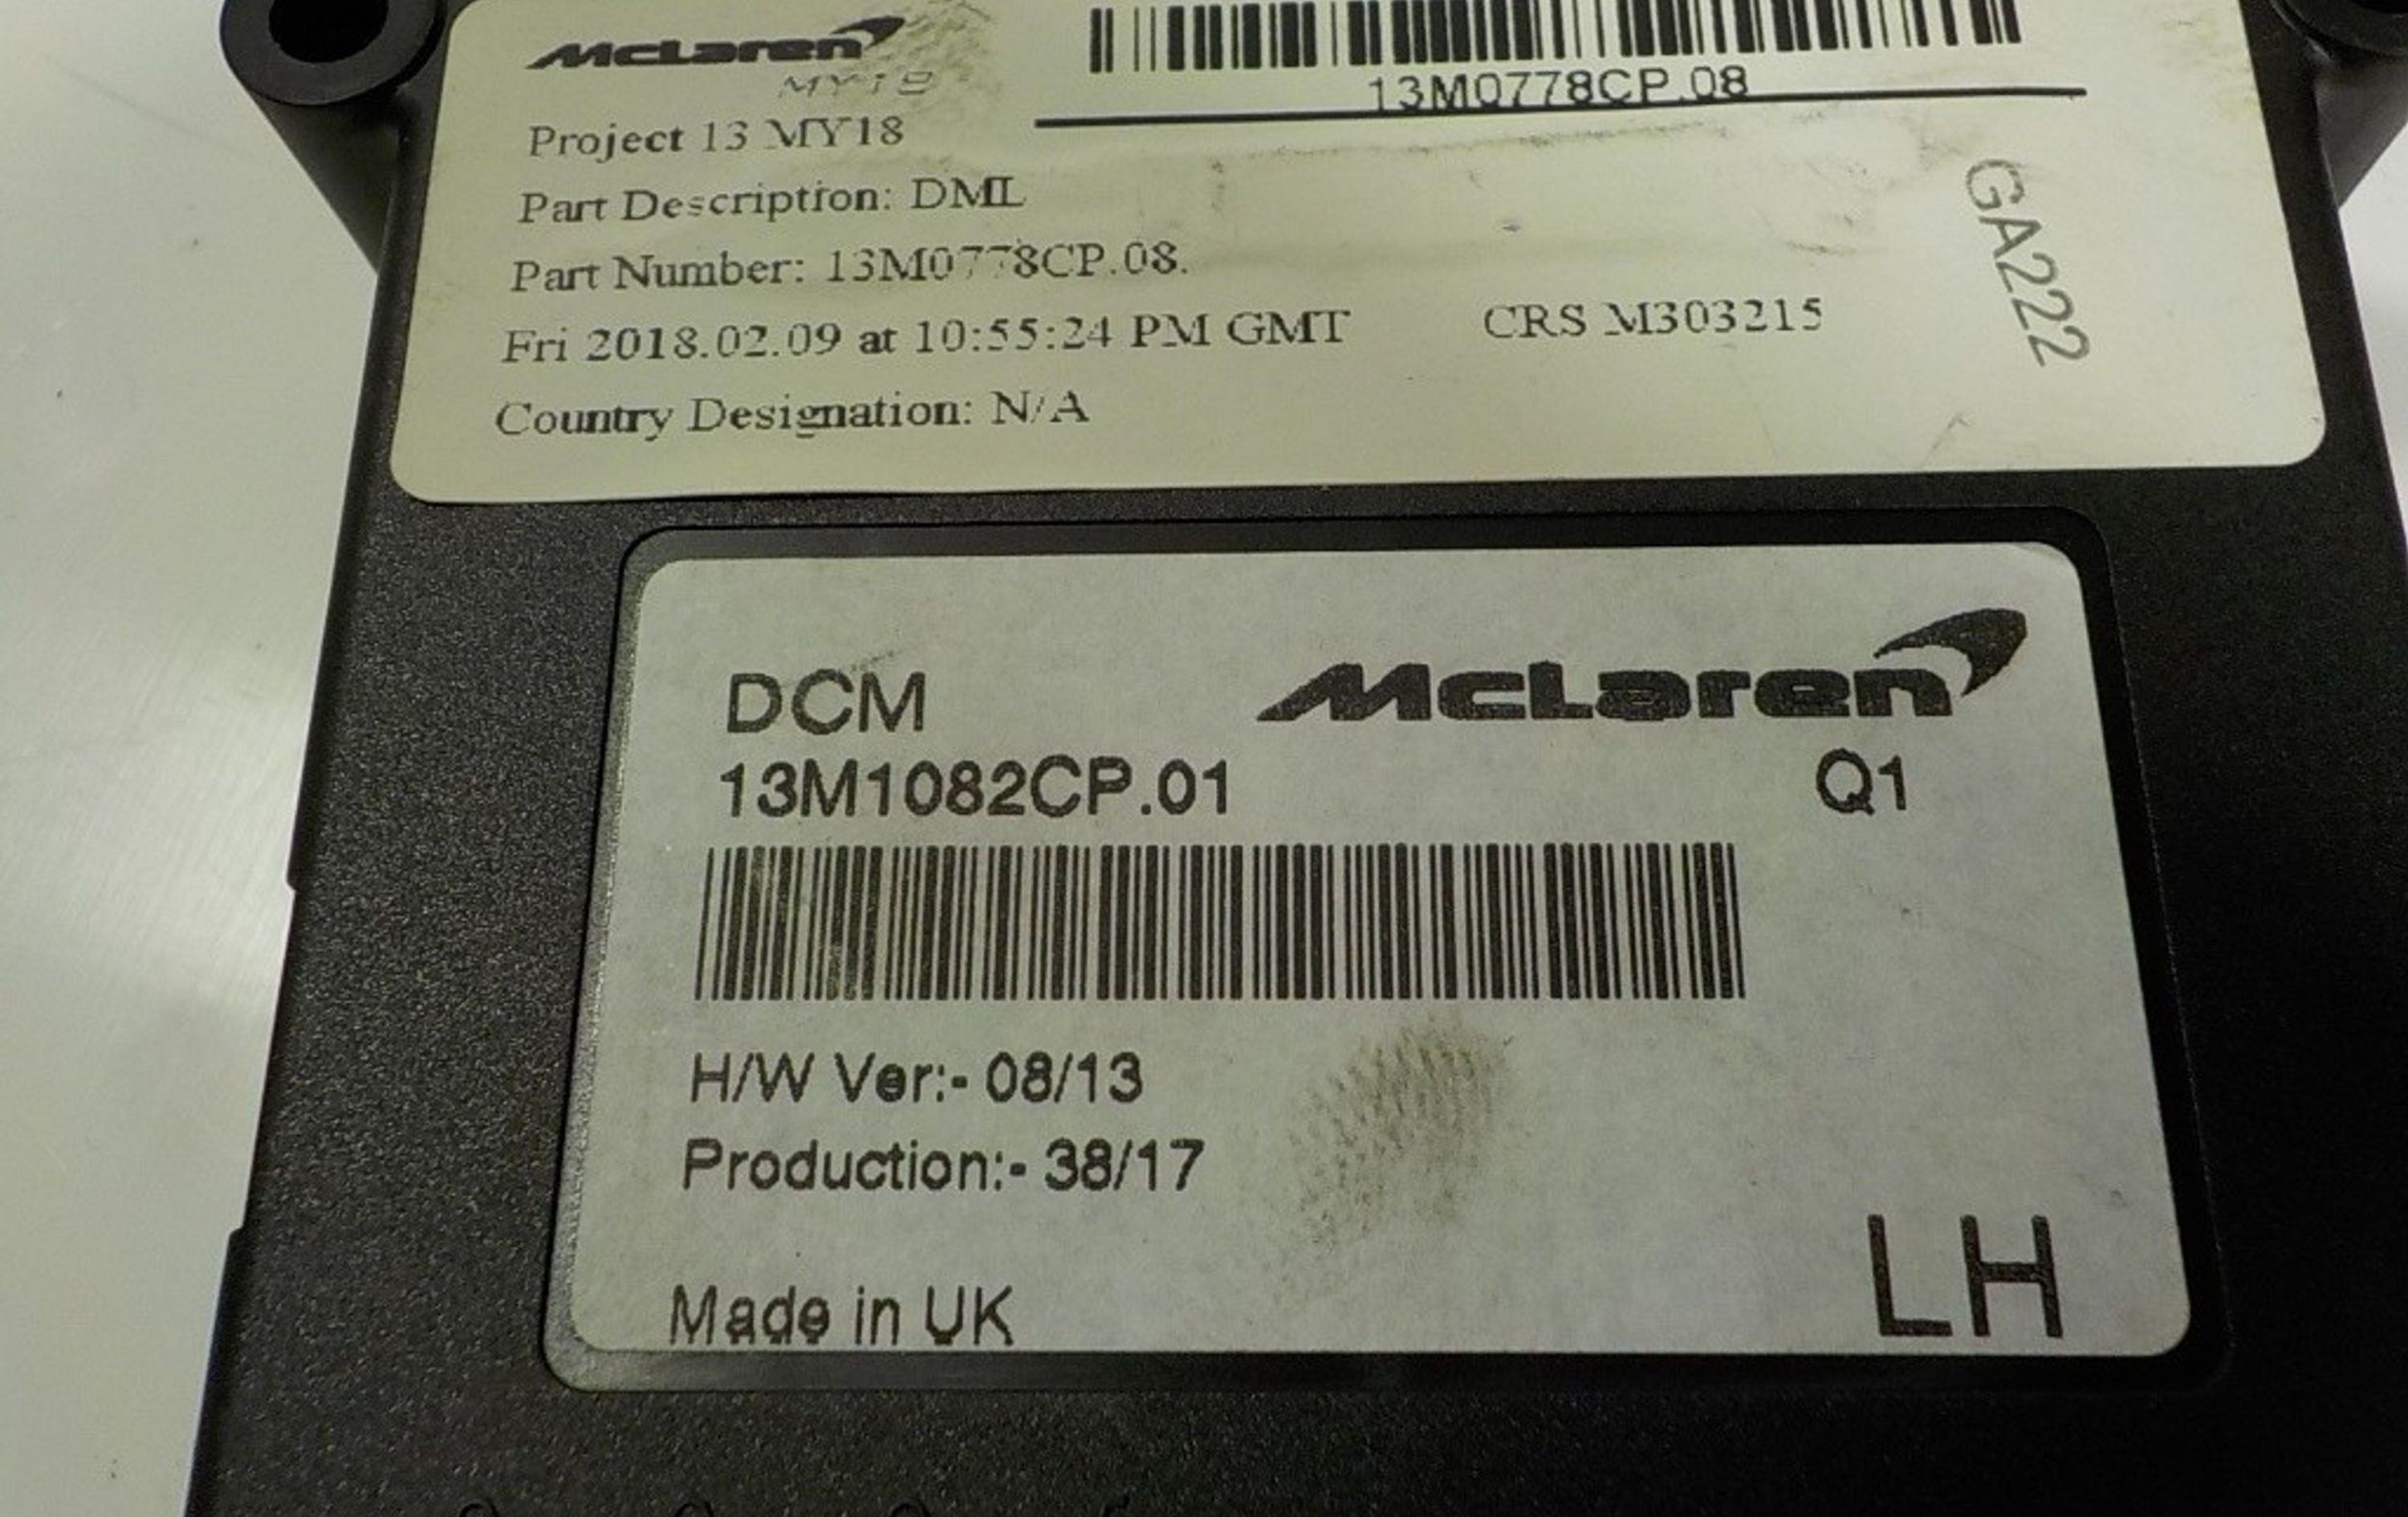 McLaren
MY18
13M0778CP.08
Project 13 MY18
Part Description: DML
Part Number: 13M0778CP.08.
Fri 2018.02.09 at 10:55:24 PM GMT
CRS M303215
Country Designation: N/A
GA222
DCM
McLaren
13M1082CP.01
Q1
H/W Ver:- 08/13
Production:- 38/17
Made in UK
LH